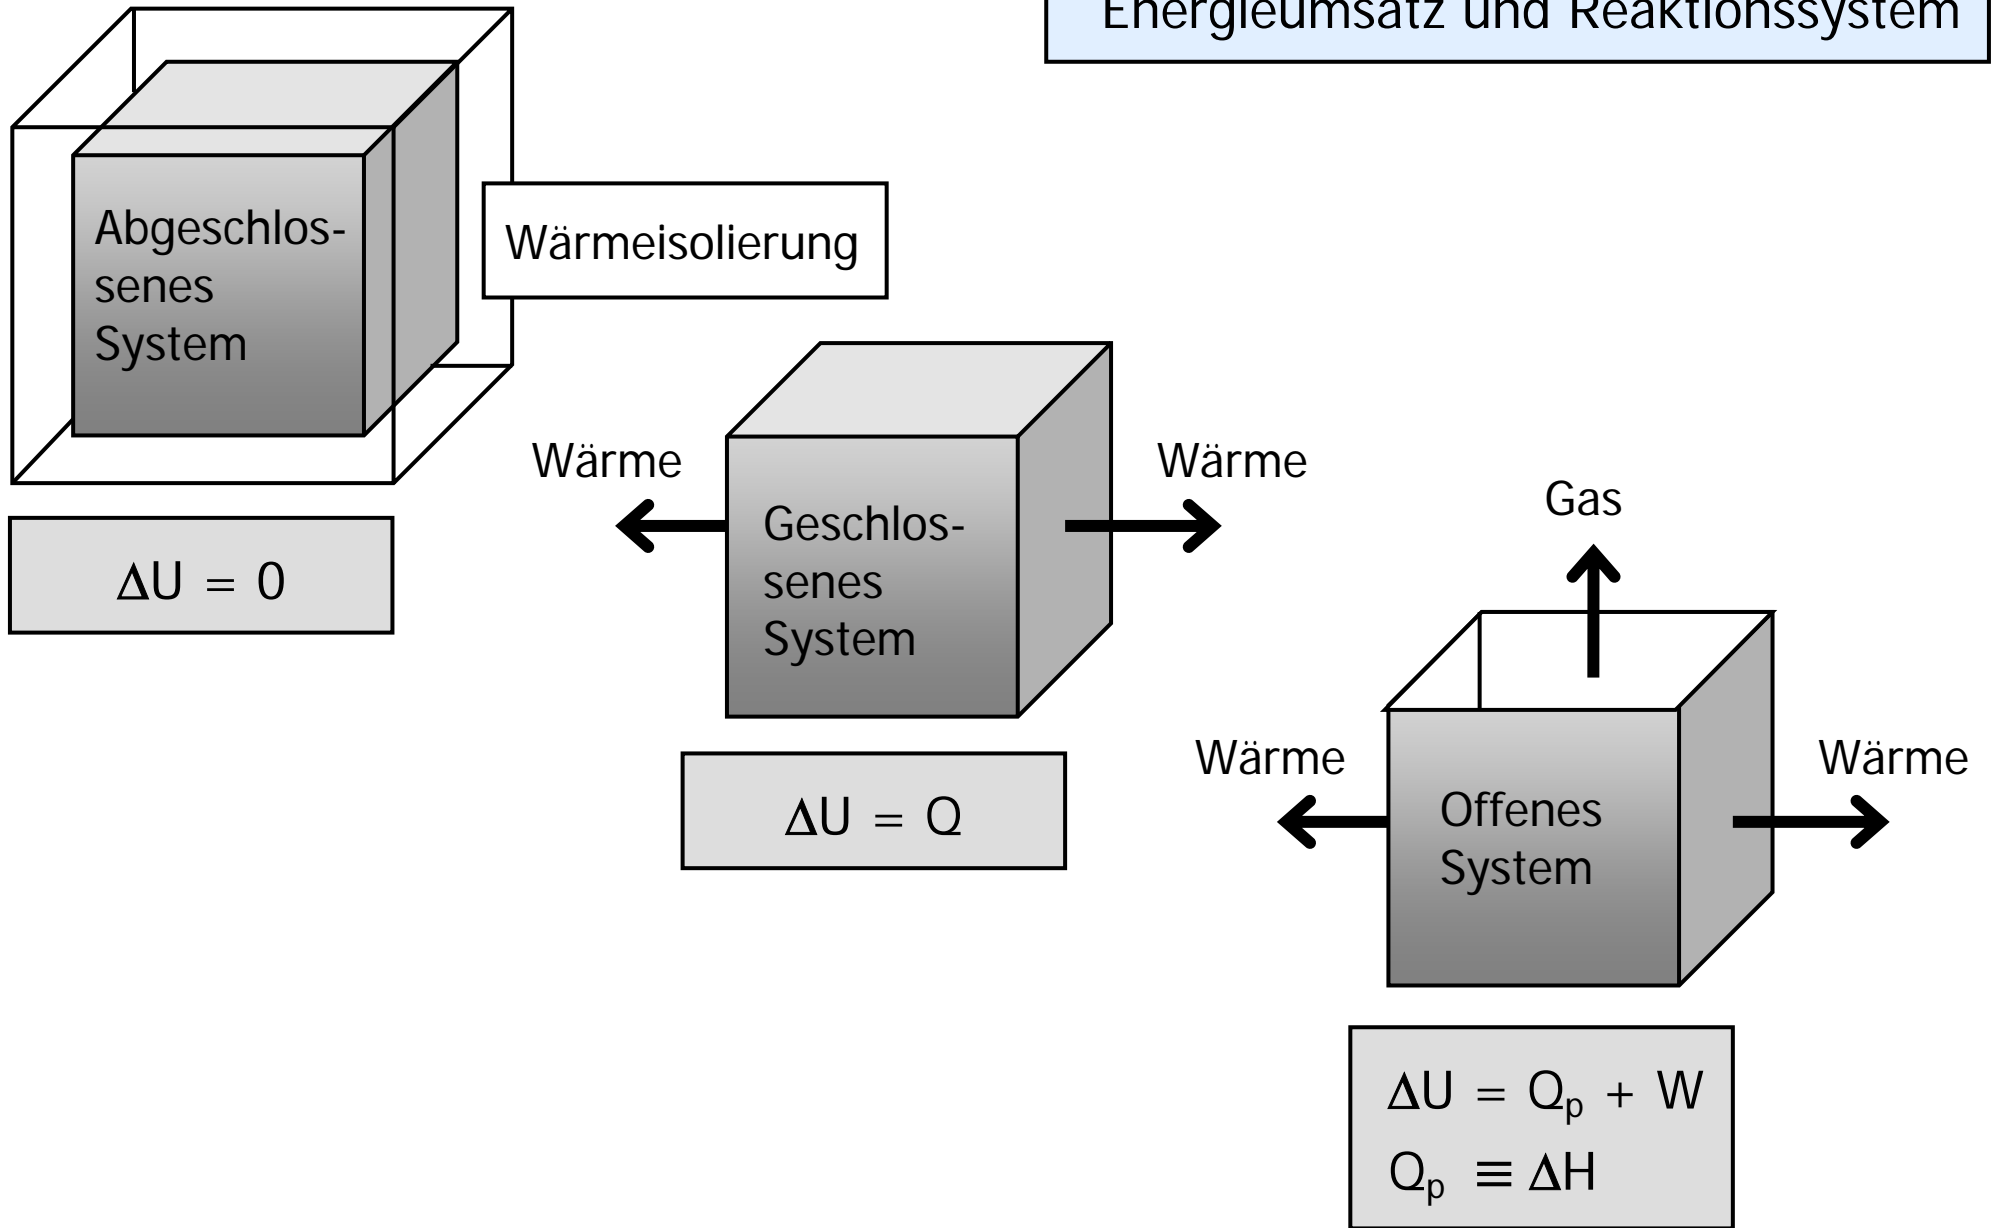 Energieumsatz und Reaktionssystem
Abgeschlos-
senes
System
Wärmeisolierung
ΔU = 0
Wärme
Wärme
Geschlos-
senes
System
ΔU = Q
Gas
Wärme
Wärme
Offenes
System
ΔU = Qₚ + W
Qₚ ≡ ΔH